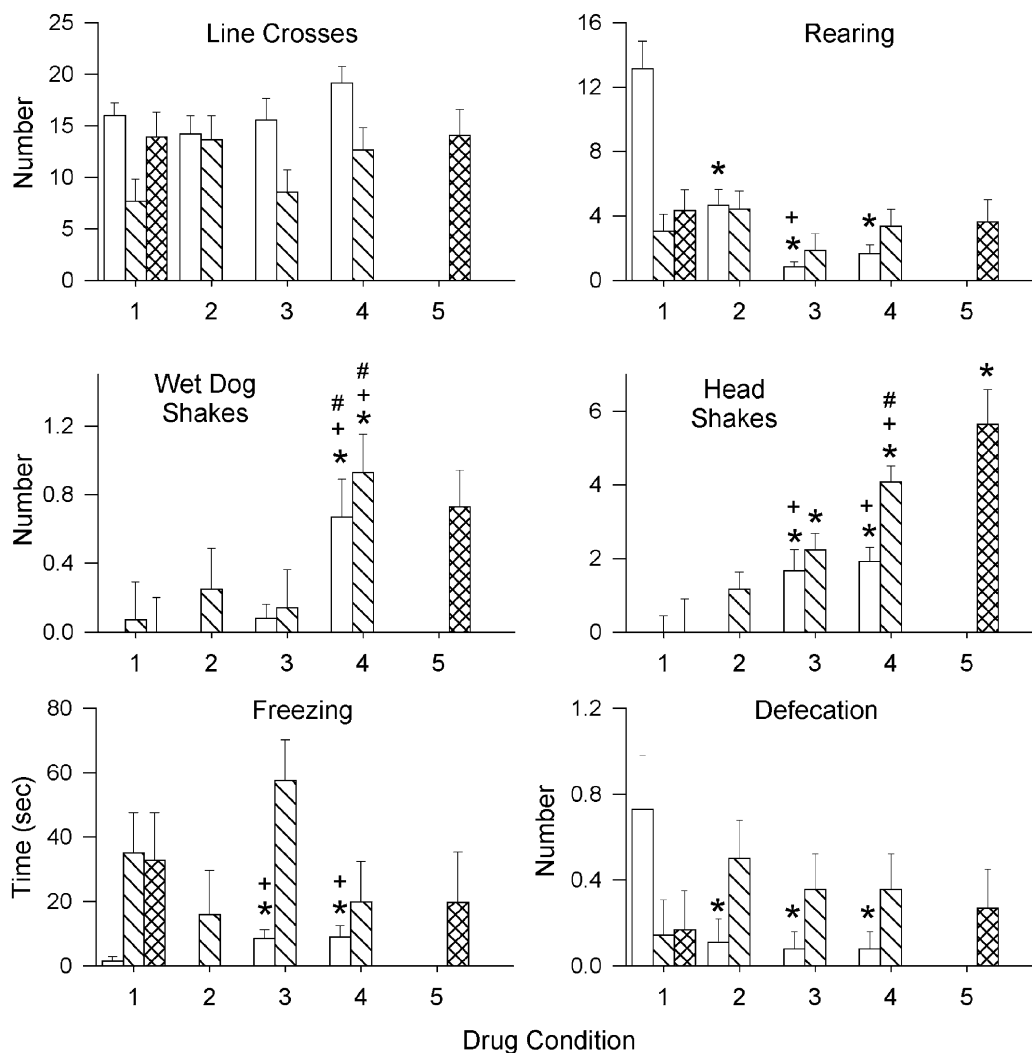 Line Crosses
Number
25
20
15
10
5
0
1 2 3 4 5
Rearing
16
12
8
4
0
*
+
*
*
1 2 3 4 5
Wet Dog
Shakes
Number
1.2
0.8
0.4
0.0
#
+
*
#
+
*
1 2 3 4 5
Head
Shakes
6
4
2
0
+
*
*
+
*
#
+
*
*
1 2 3 4 5
Freezing
Time (sec)
80
60
40
20
0
+
*
+
*
1 2 3 4 5
Defecation
Number
1.2
0.8
0.4
0.0
*
*
*
1 2 3 4 5
Drug Condition